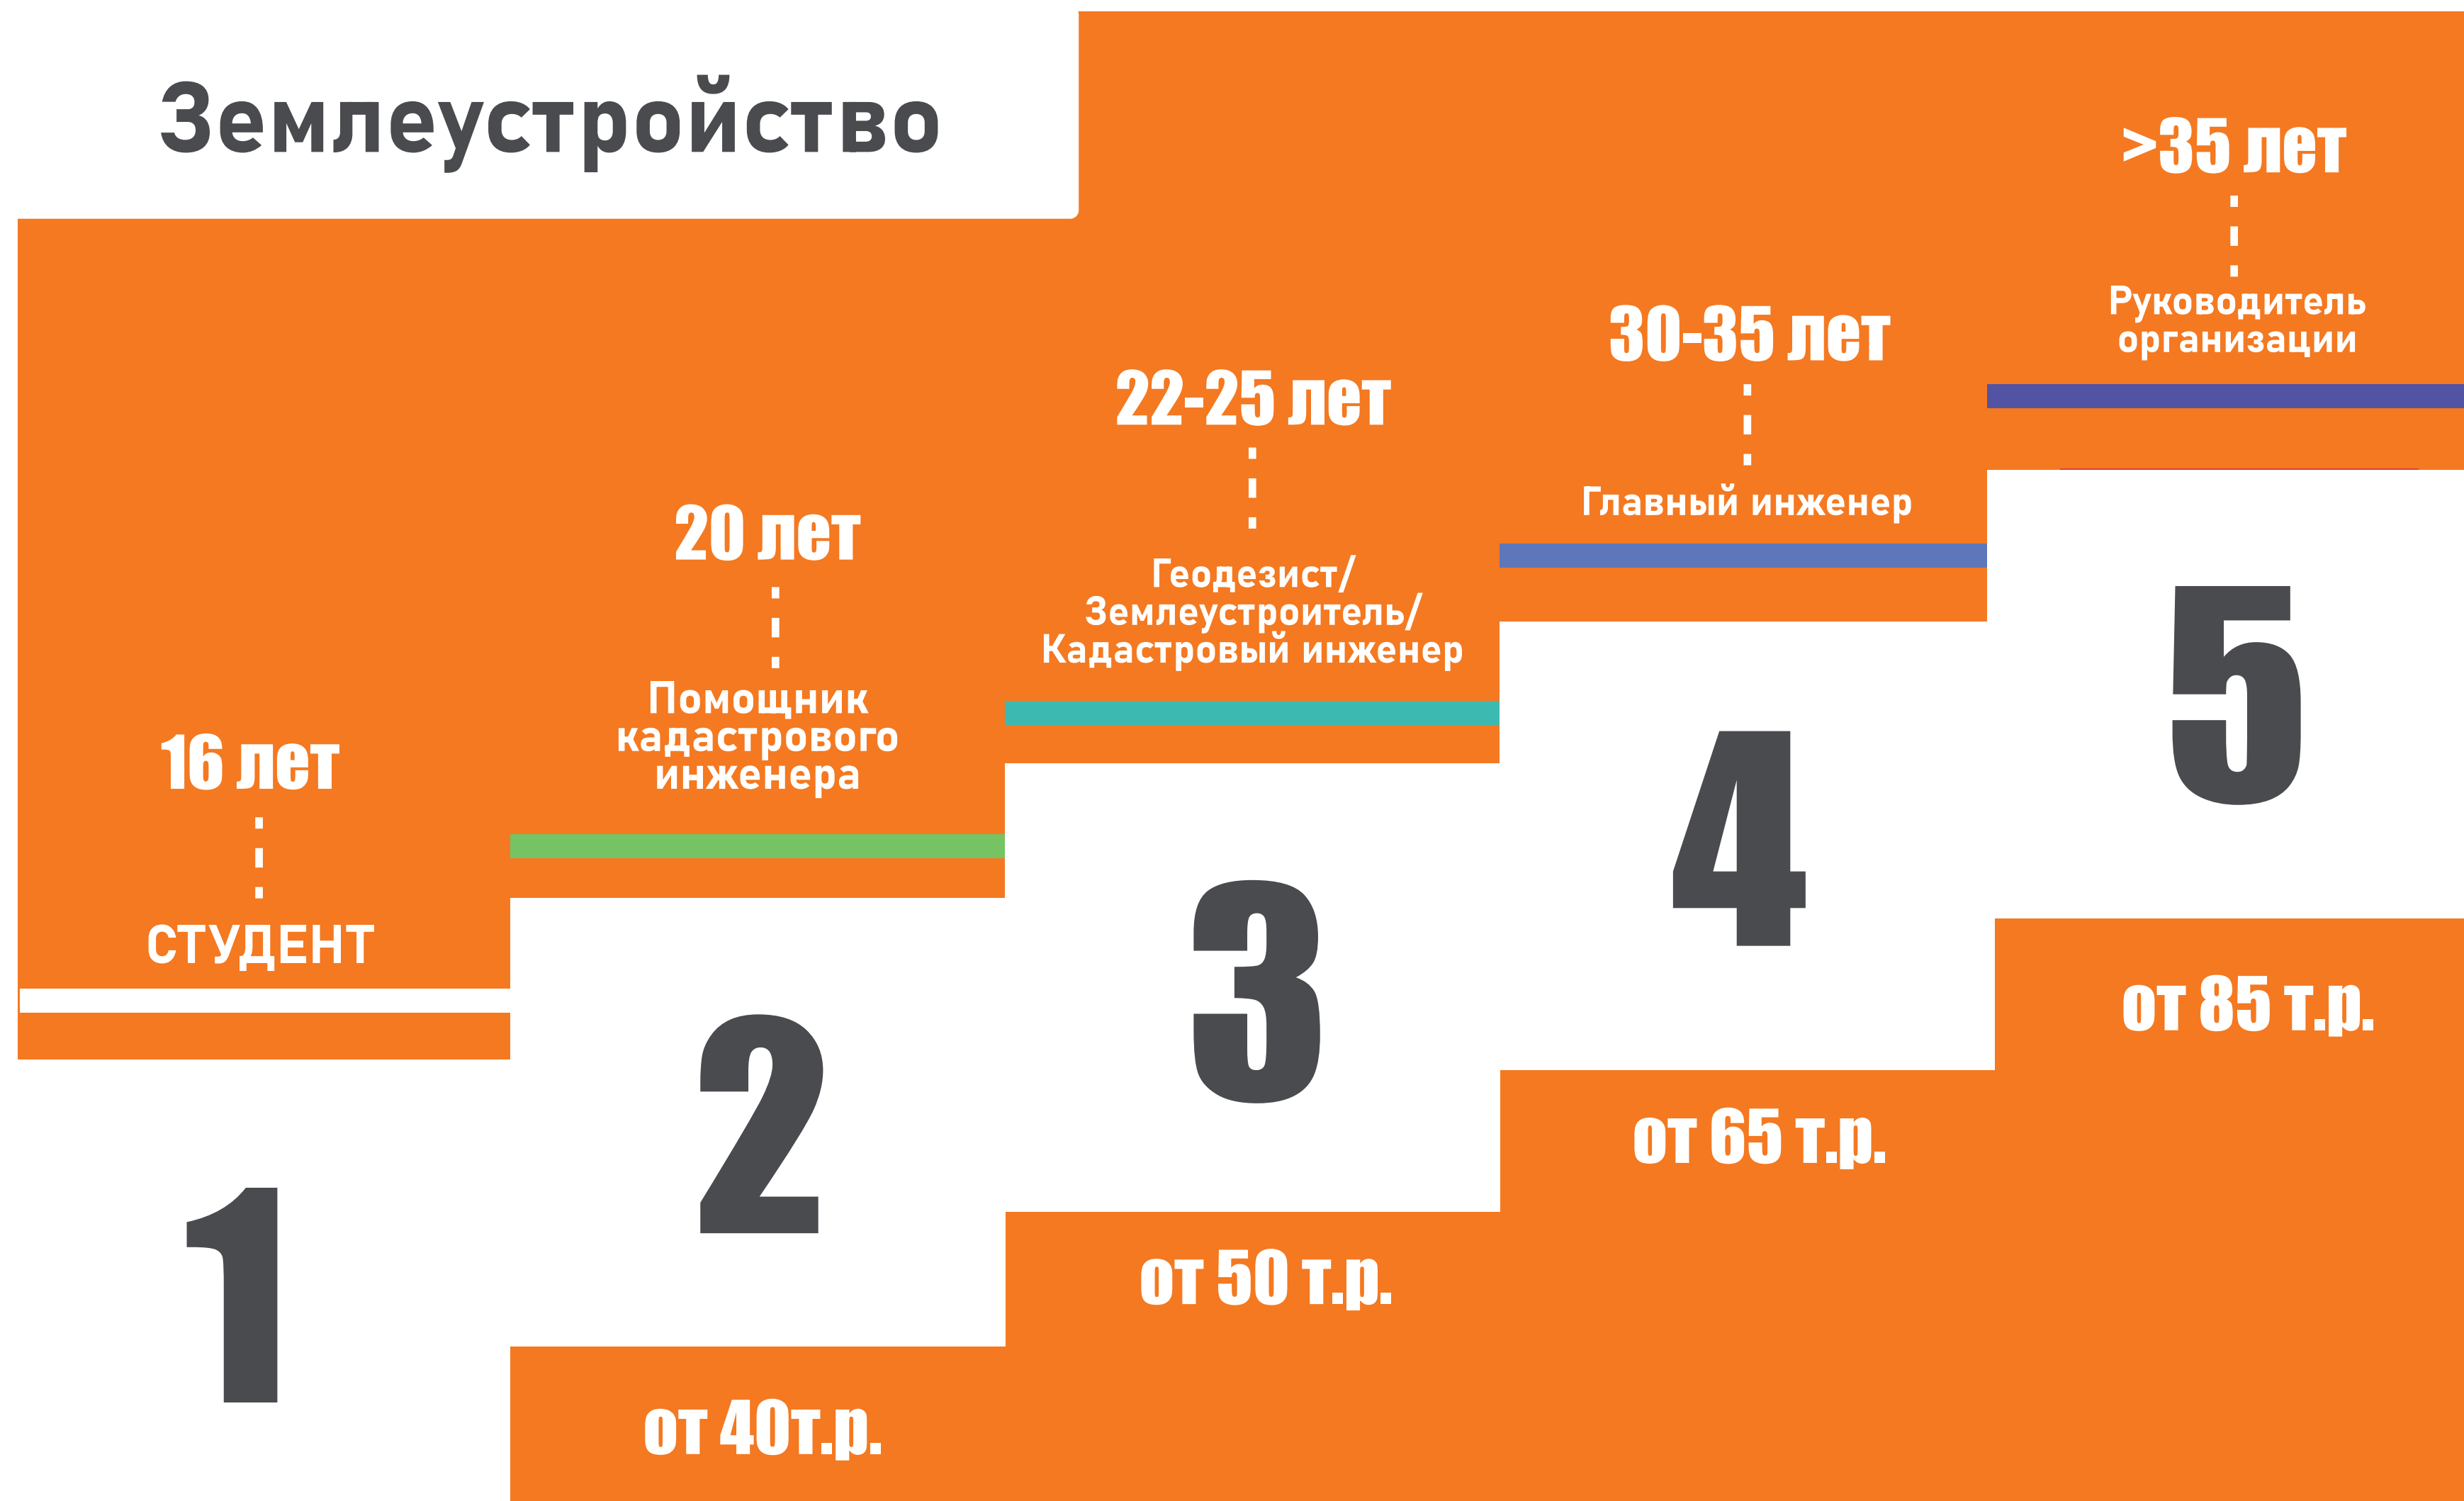 Землеустройство
16 лет
СТУДЕНТ
1
20 лет
Помощник
кадастрового
инженера
2
от 40т.р.
22-25 лет
Геодезист/
Землеустроитель/
Кадастровый инженер
3
от 50 т.р.
30-35 лет
Главный инженер
4
от 65 т.р.
>35 лет
Руководитель
организации
5
от 85 т.р.